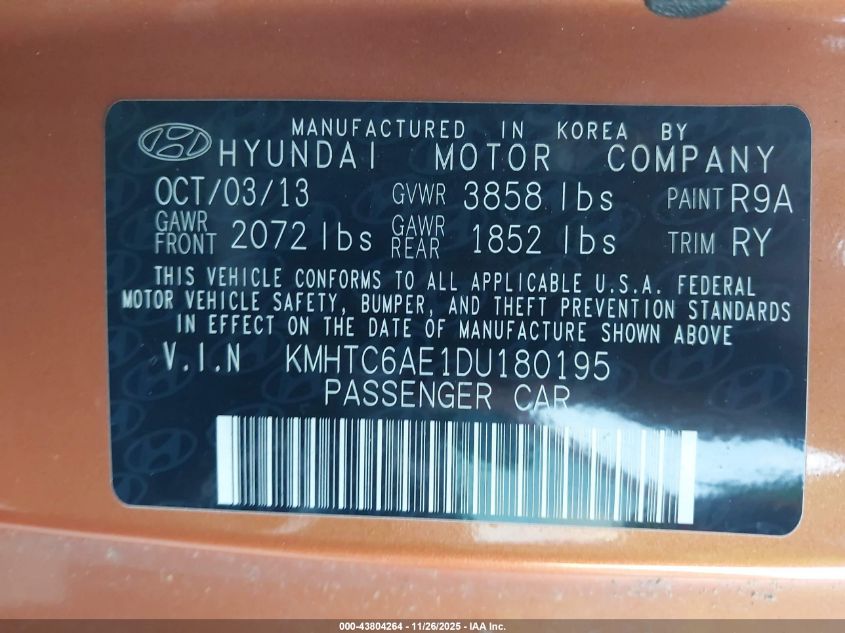 MANUFACTURED IN KOREA BY
HYUNDAI MOTOR COMPANY
OCT/03/13 GVWR 3858 lbs PAINT R9A
GAWR FRONT 2072 lbs GAWR REAR 1852 lbs TRIM RY
THIS VEHICLE CONFORMS TO ALL APPLICABLE U.S.A. FEDERAL
MOTOR VEHICLE SAFETY, BUMPER, AND THEFT PREVENTION STANDARDS
IN EFFECT ON THE DATE OF MANUFACTURE SHOWN ABOVE
V.I.N KMHTC6AE1DU180195
PASSENGER CAR
000-43804264 - 11/26/2025 - IAA Inc.